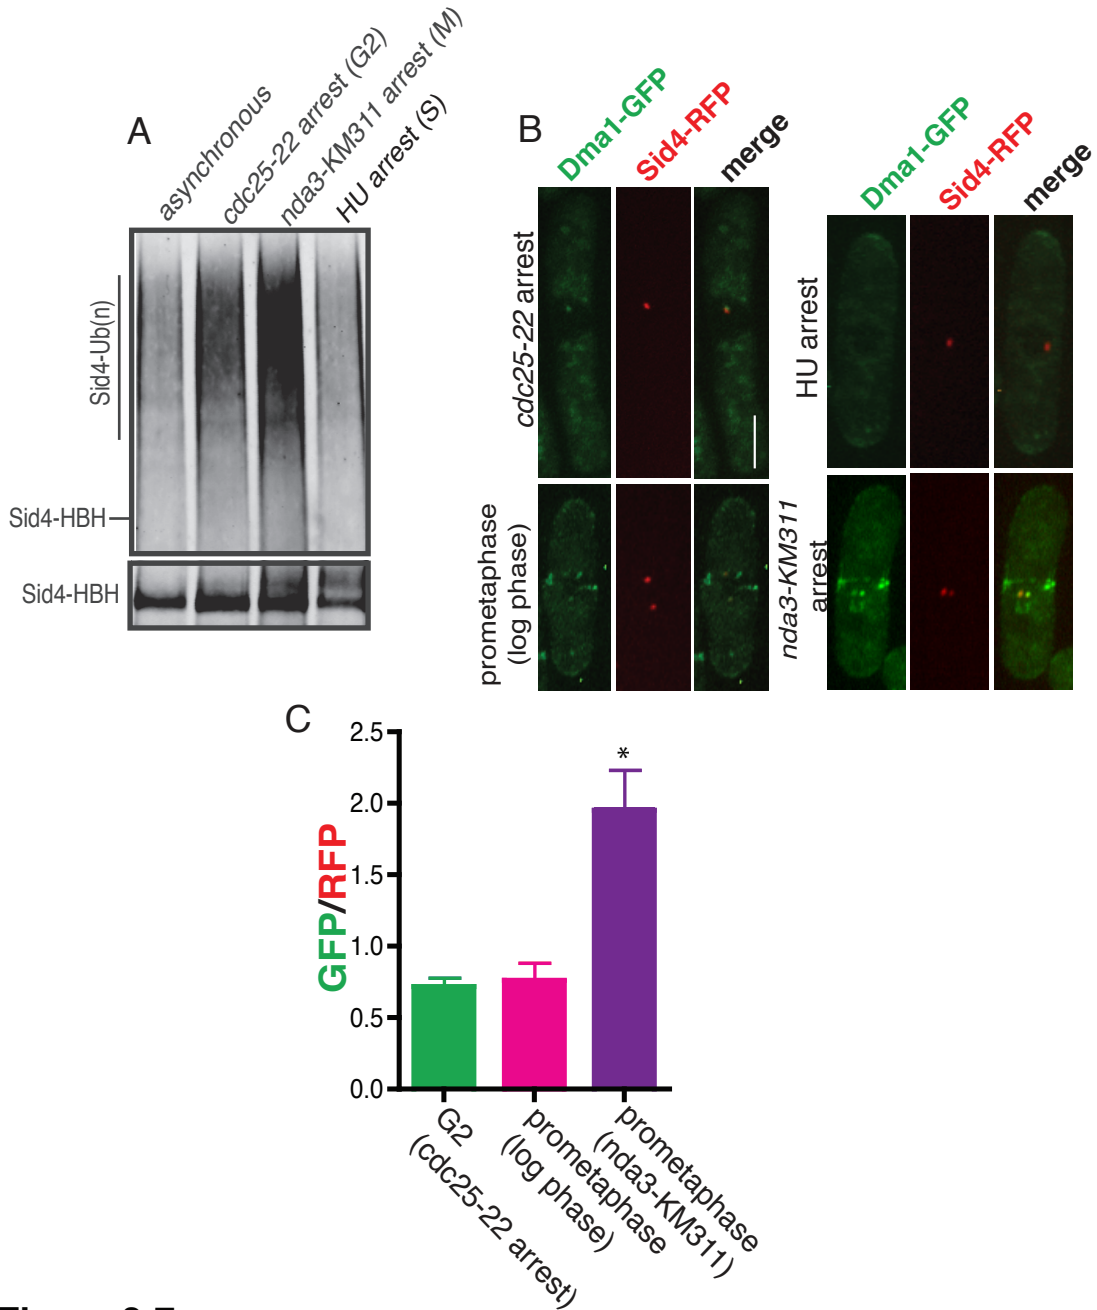 A
asynchronous
cdc25-22 arrest (G2)
nda3-KM311 arrest (M)
HU arrest (S)
Sid4-Ub(n)
Sid4-HBH
Sid4-HBH
B
Dma1-GFP
Sid4-RFP
merge
cdc25-22 arrest
prometaphase
(log phase)
Dma1-GFP
Sid4-RFP
merge
HU arrest
nda3-KM311
arrest
C
GFP/RFP
2.5
2.0
1.5
1.0
0.5
0.0
*
G2
(cdc25-22 arrest)
prometaphase
(log phase)
prometaphase
(nda3-KM311)